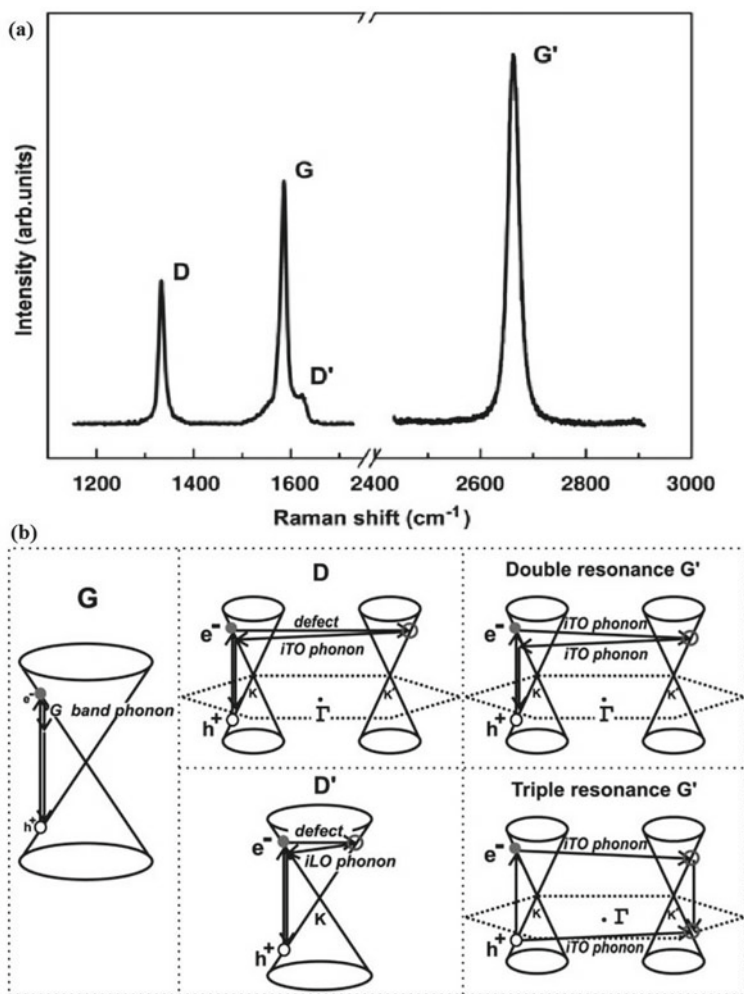 (a)
G'
G
D
D'
Intensity (arb.units)
1200 1400 1600 2400 2600 2800 3000
Raman shift (cm⁻¹)
(b)
G
e⁻
G band phonon
h⁺
D
e⁻ defect
iTO phonon
K K'
Γ
h⁺
Double resonance G'
e⁻ iTO phonon
iTO phonon
K K'
Γ
h⁺
D'
e⁻ defect
iLO phonon
K
h⁺
Triple resonance G'
e⁻ iTO phonon
K K'
Γ
h⁺ iTO phonon